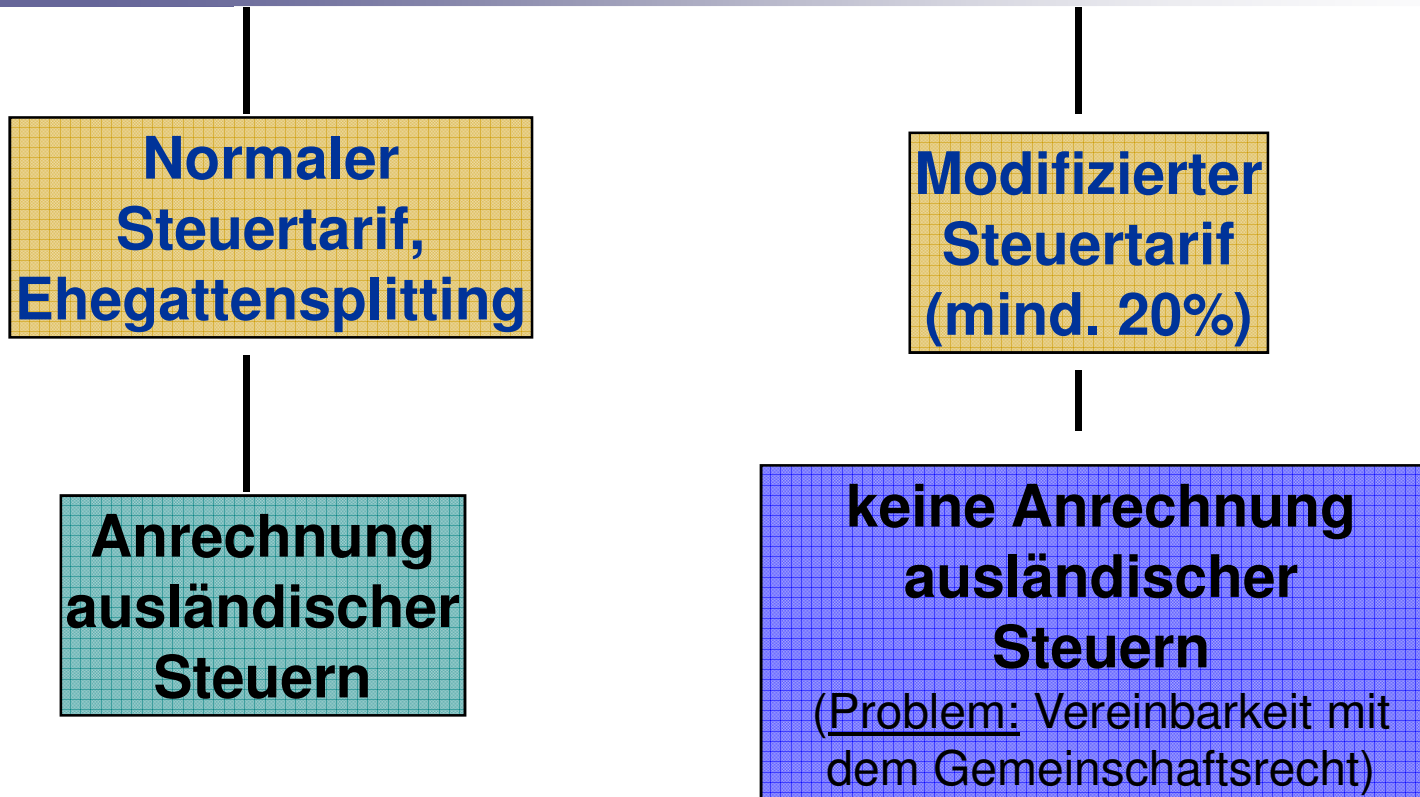 Normaler
Steuertarif,
Ehegattensplitting
Anrechnung
ausländischer
Steuern
Modifizierter
Steuertarif
(mind. 20%)
keine Anrechnung
ausländischer
Steuern
(Problem: Vereinbarkeit mit
dem Gemeinschaftsrecht)